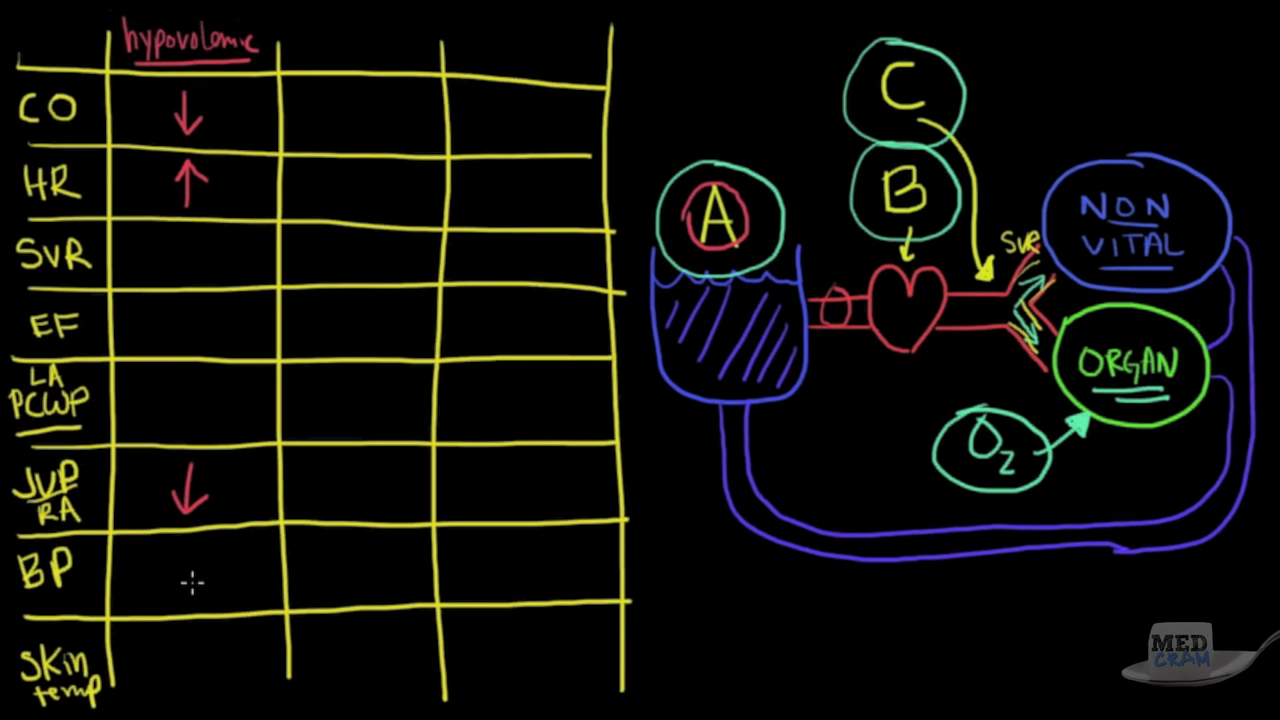 hypovolemic
CO ↓
HR ↑
SVR
EF
LA
PCWP
JVP
RA ↓
BP
Skin
temp
C
B
A
SVR
NON
VITAL
ORGAN
O₂
MED
CRAM